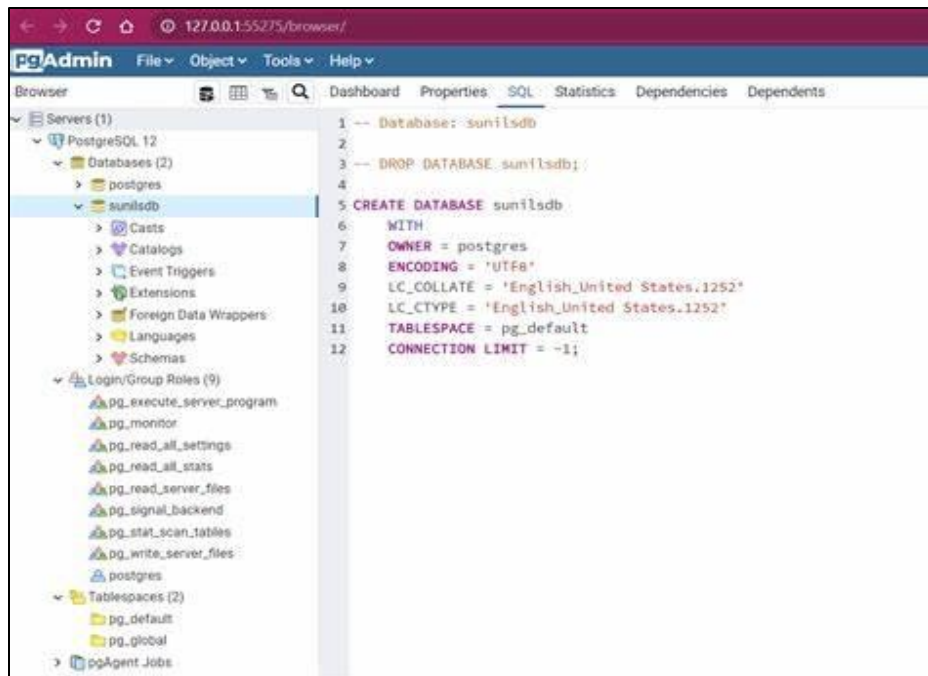 127.0.0.1:55275/browser/
pgAdmin File Object Tools Help
Browser
Dashboard Properties SQL Statistics Dependencies Dependents
Servers (1)
PostgreSQL 12
Databases (2)
postgres
sunilsdb
Casts
Catalogs
Event Triggers
Extensions
Foreign Data Wrappers
Languages
Schemas
Login/Group Roles (9)
pg_execute_server_program
pg_monitor
pg_read_all_settings
pg_read_all_stats
pg_read_server_files
pg_signal_backend
pg_stat_scan_tables
pg_write_server_files
postgres
Tablespaces (2)
pg_default
pg_global
pgAgent Jobs
1 -- Database: sunilsdb
2
3 -- DROP DATABASE sunilsdb;
4
5 CREATE DATABASE sunilsdb
6 WITH
7 OWNER = postgres
8 ENCODING = 'UTF8'
9 LC_COLLATE = 'English_United States.1252'
10 LC_CTYPE = 'English_United States.1252'
11 TABLESPACE = pg_default
12 CONNECTION LIMIT = -1;